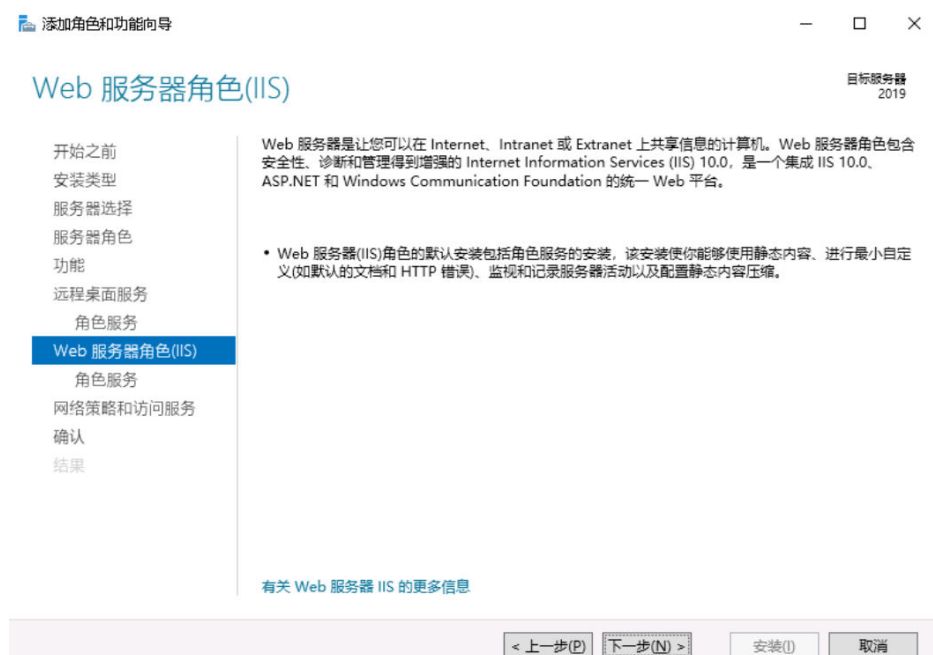 添加角色和功能向导
Web 服务器角色(IIS)
目标服务器
2019
开始之前
安装类型
服务器选择
服务器角色
功能
远程桌面服务
角色服务
Web 服务器角色(IIS)
角色服务
网络策略和访问服务
确认
结果
Web 服务器是让您可以在 Internet、Intranet 或 Extranet 上共享信息的计算机。Web 服务器角色包含
安全性、诊断和管理得到增强的 Internet Information Services (IIS) 10.0，是一个集成 IIS 10.0、
ASP.NET 和 Windows Communication Foundation 的统一 Web 平台。
• Web 服务器(IIS)角色的默认安装包括角色服务的安装，该安装使你能够使用静态内容、进行最小自定
义(如默认的文档和 HTTP 错误)、监视和记录服务器活动以及配置静态内容压缩。
有关 Web 服务器 IIS 的更多信息
< 上一步(P)
下一步(N) >
安装(I)
取消